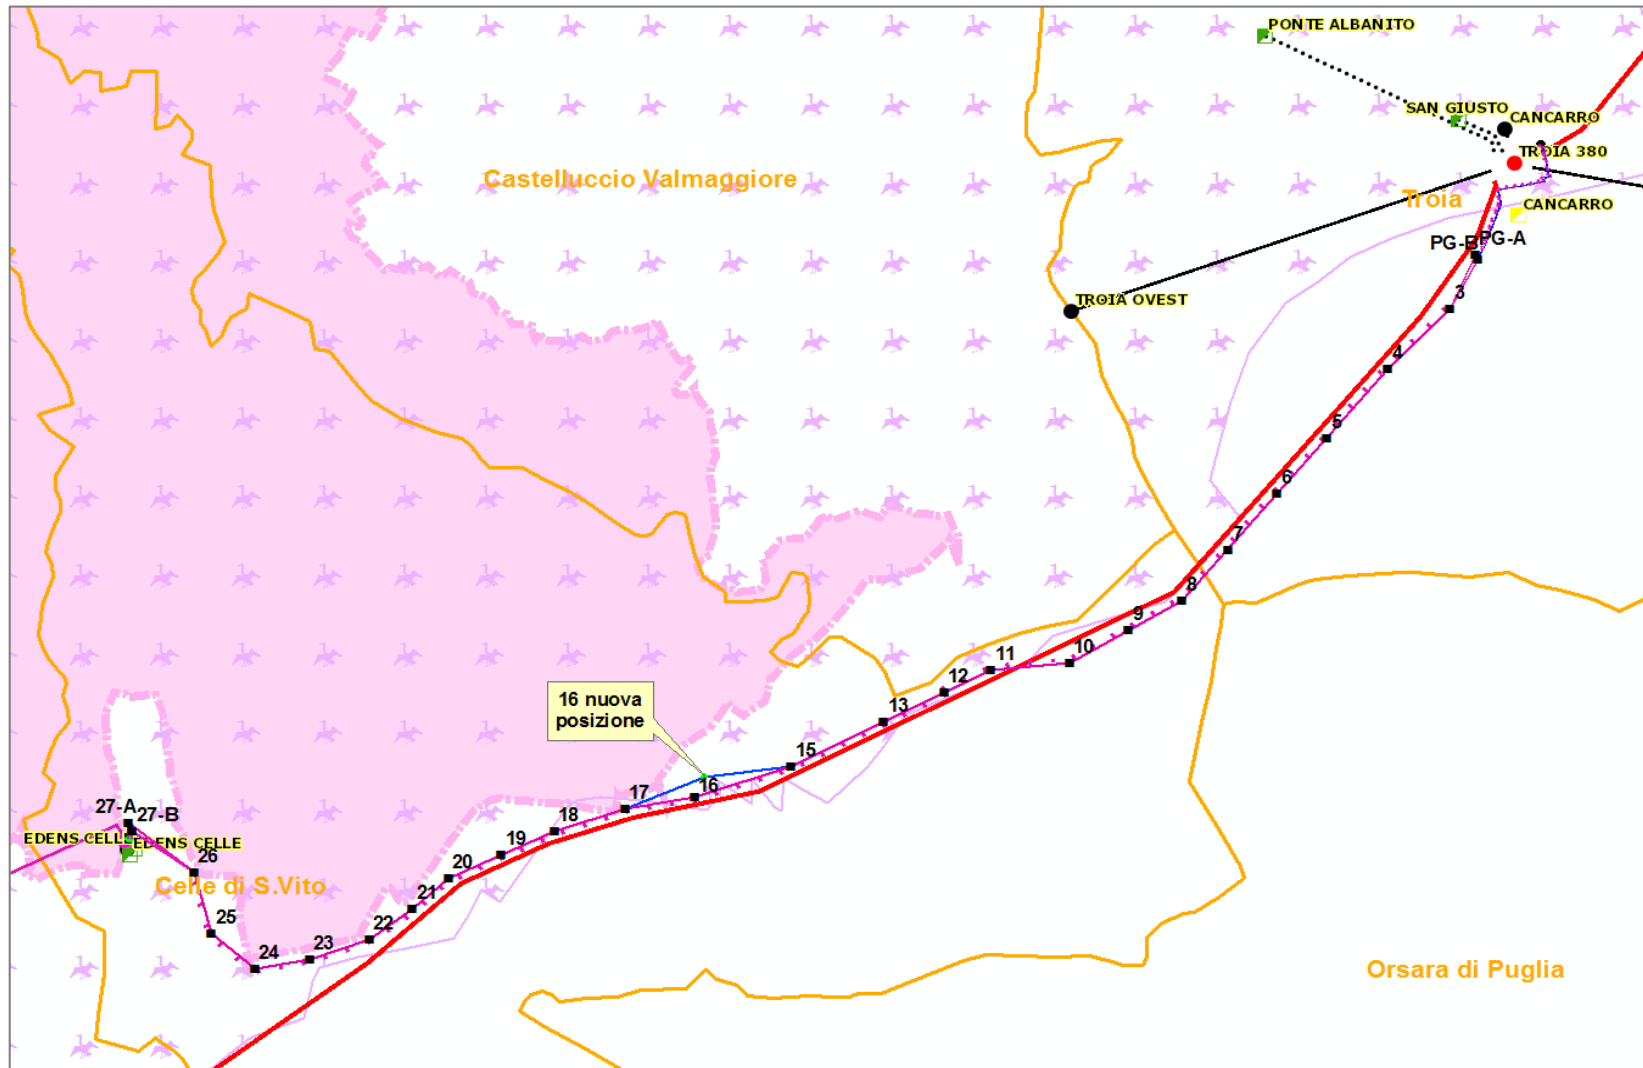 PONTE ALBANITO
SAN GIUSTO
CANCARRO
TROIA 380
Castelluccio Valmaggiore
Troia
CANCARRO
PG-B
PG-A
TROIA OVEST
3
4
5
6
7
8
9
10
11
12
13
16 nuova
posizione
15
16
17
18
19
20
21
22
23
24
25
26
27-A
27-B
EDENS CELLE
EDENS CELLE
Celle di S.Vito
Orsara di Puglia